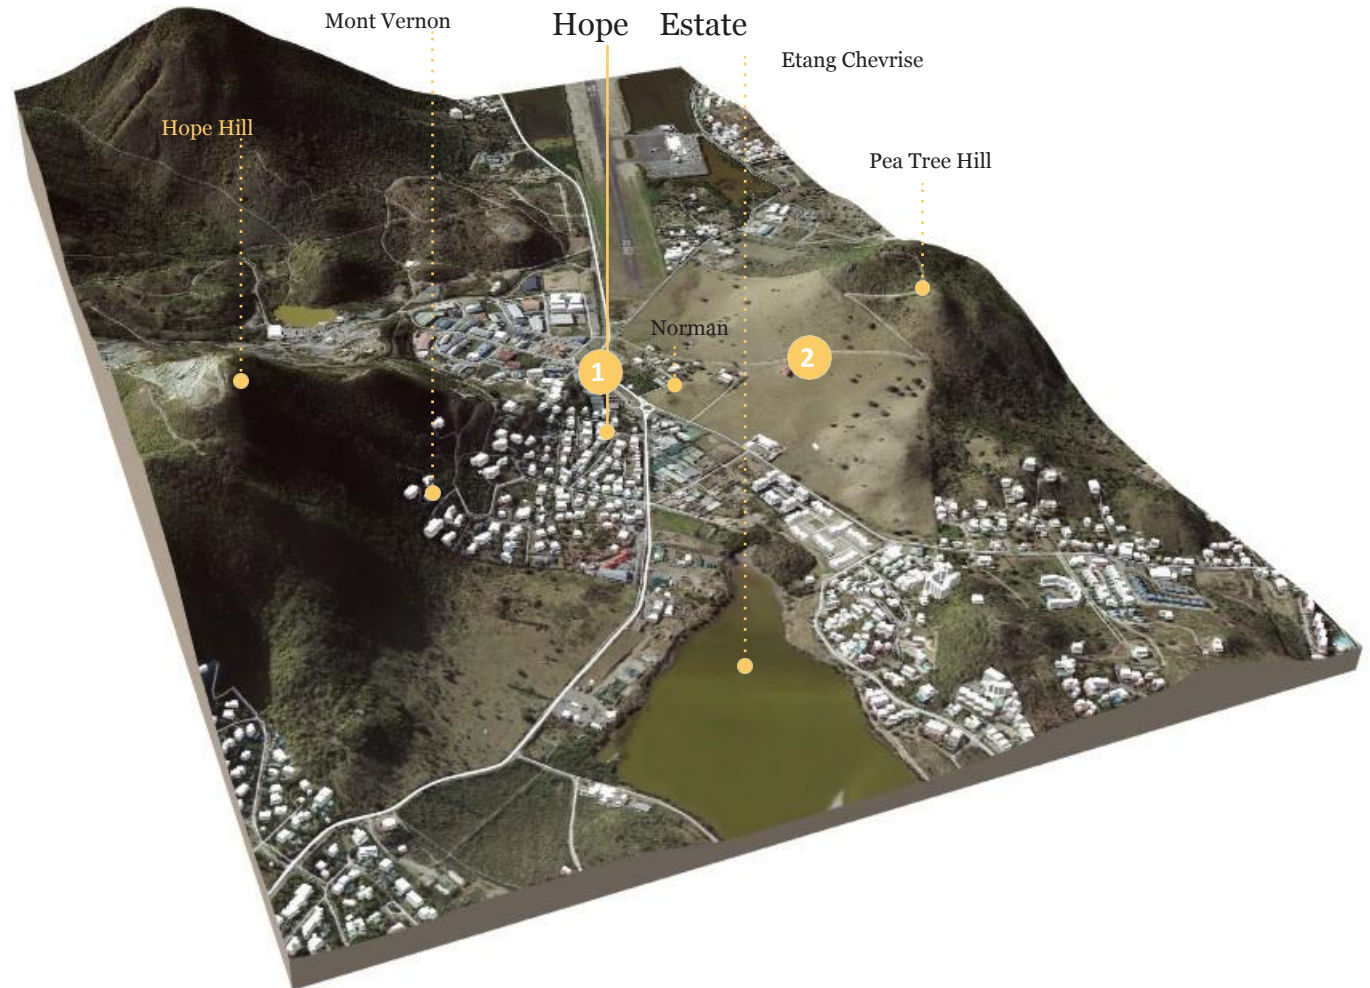 Mont Vernon
Hope Estate
Etang Chevrise
Hope Hill
Pea Tree Hill
Norman
1
2